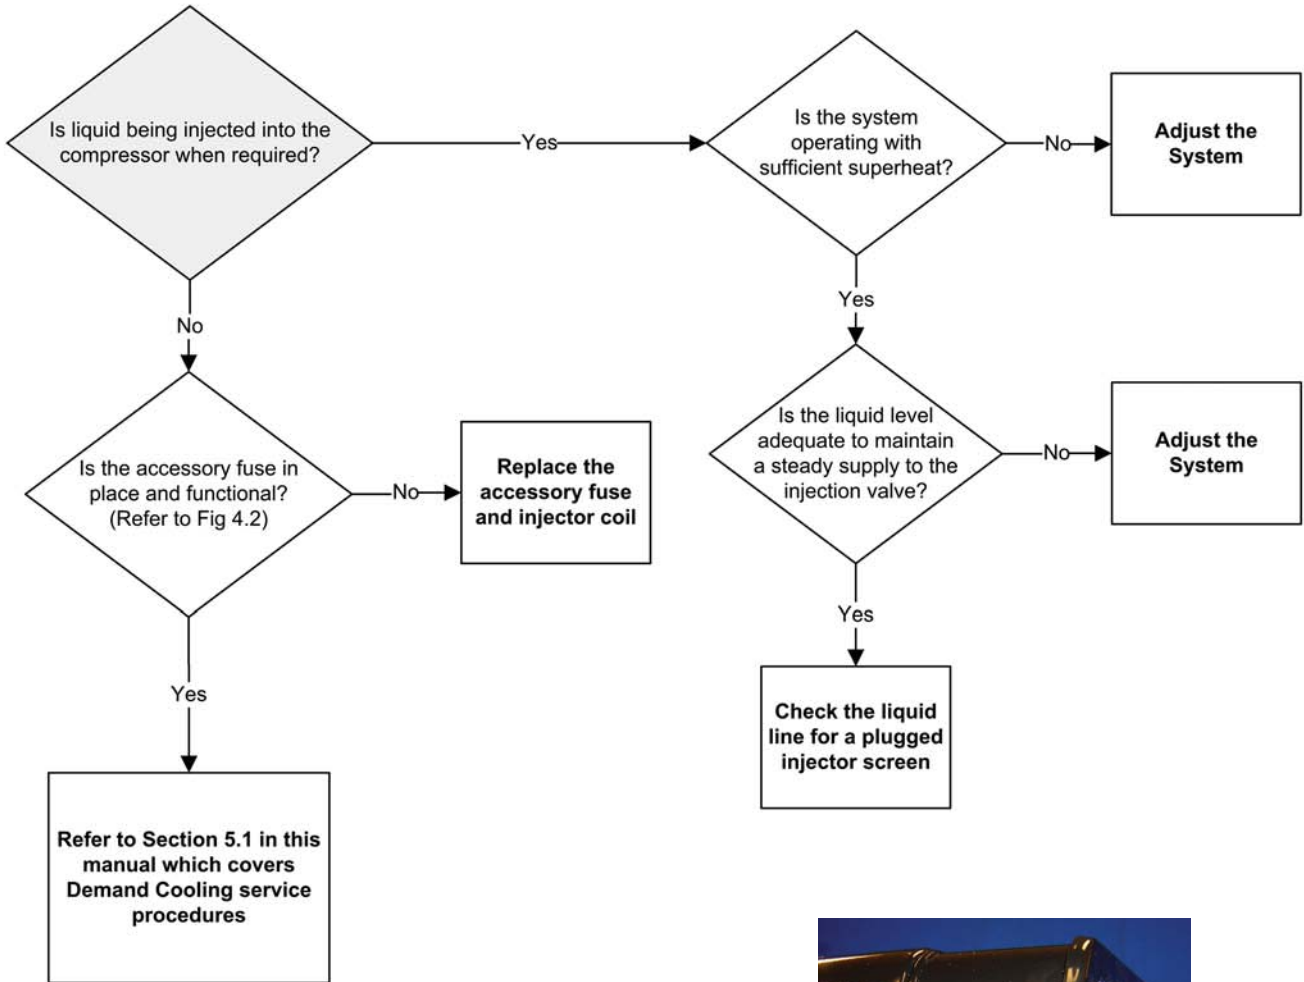 Is liquid being injected into the
compressor when required?
Yes
Is the system
operating with
sufficient superheat?
No
Adjust the
System
No
Yes
Is the accessory fuse in
place and functional?
(Refer to Fig 4.2)
No
Replace the
accessory fuse
and injector coil
Is the liquid level
adequate to maintain
a steady supply to the
injection valve?
No
Adjust the
System
Yes
Yes
Refer to Section 5.1 in this
manual which covers
Demand Cooling service
procedures
Check the liquid
line for a plugged
injector screen